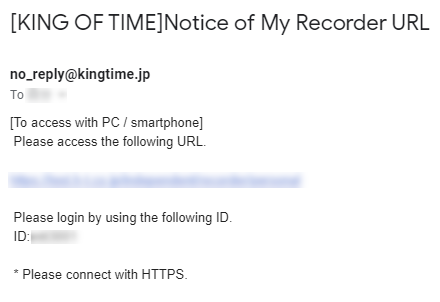 [KING OF TIME]Notice of My Recorder URL
no_reply@kingtime.jp
To
[To access with PC / smartphone]
Please access the following URL.
Please login by using the following ID.
ID:
* Please connect with HTTPS.